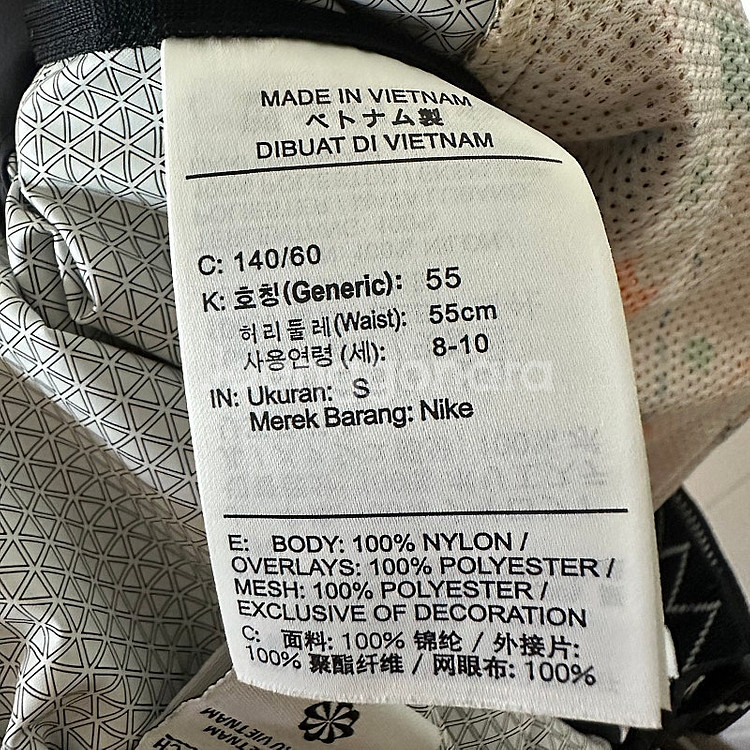 MADE IN VIETNAM
ベトナム製
DIBUAT DI VIETNAM
C: 140/60
K: 호칭(Generic): 55
허리둘레(Waist): 55cm
사용연령 (세): 8-10
IN: Ukuran: S
Merek Barang: Nike
E: BODY: 100% NYLON /
OVERLAYS: 100% POLYESTER /
MESH: 100% POLYESTER /
EXCLUSIVE OF DECORATION
C: 面料: 100% 锦纶 / 外接片:
100% 聚酯纤维 / 网眼布: 100%
VIETNAM